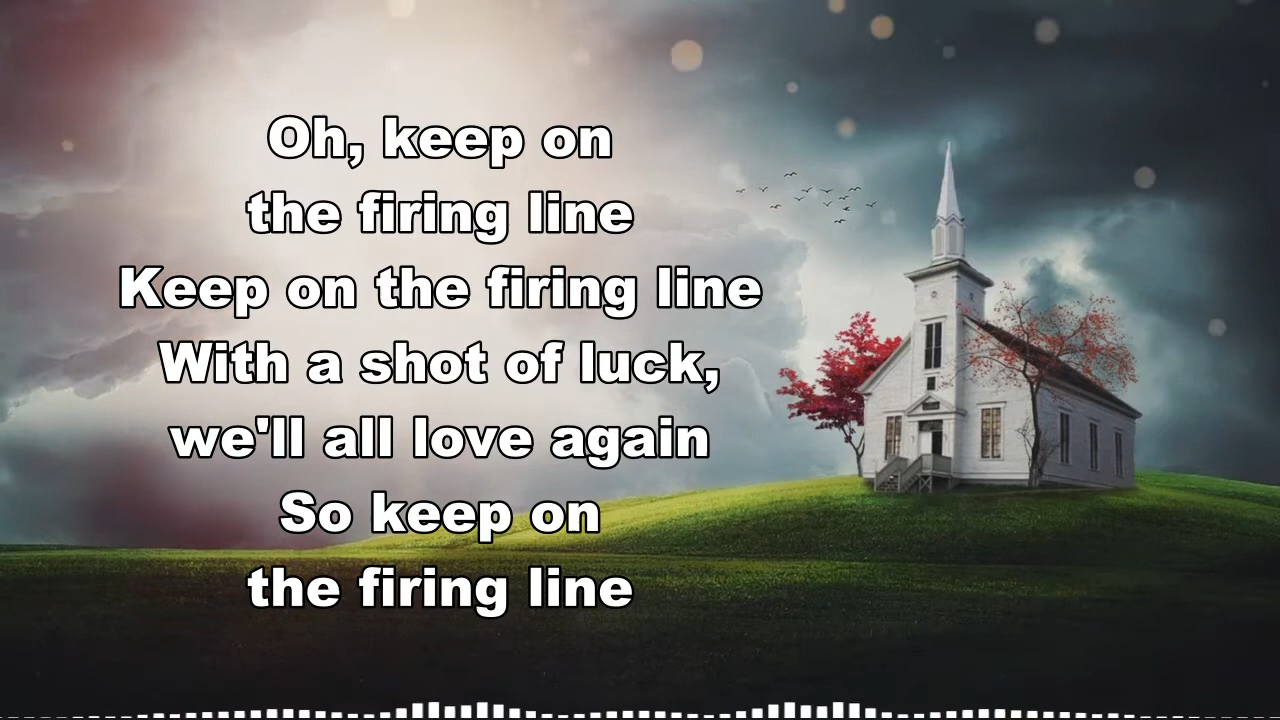 Oh, keep on
the firing line
Keep on the firing line
With a shot of luck,
we'll all love again
So keep on
the firing line